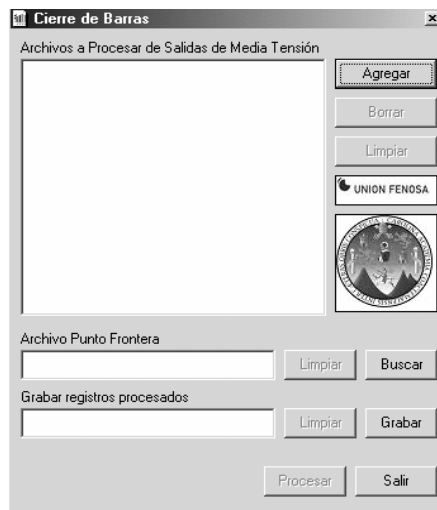 Cierre de Barras
Archivos a Procesar de Salidas de Media Tensión
Agregar
Borrar
Limpiar
UNION FENOSA
Archivo Punto Frontera
Limpiar
Buscar
Grabar registros procesados
Limpiar
Grabar
Procesar
Salir